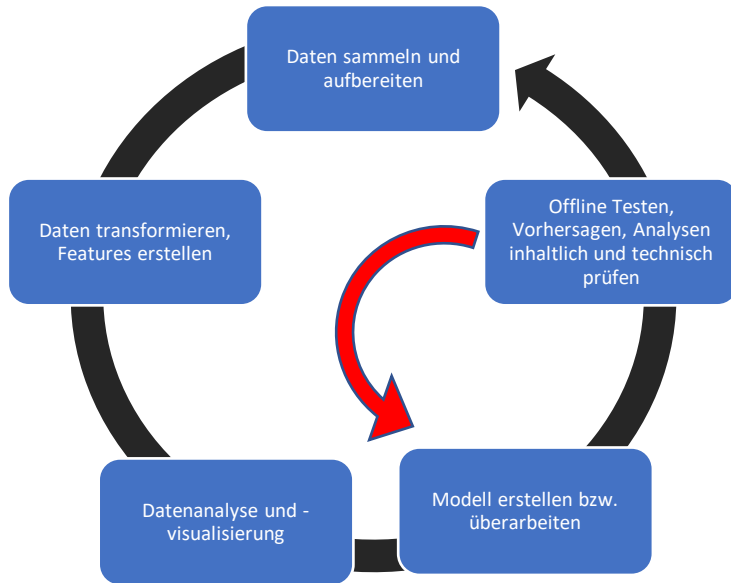 Daten sammeln und
aufbereiten
Offline Testen,
Vorhersagen, Analysen
inhaltlich und technisch
prüfen
Daten transformieren,
Features erstellen
Datenanalyse und -
visualisierung
Modell erstellen bzw.
überarbeiten